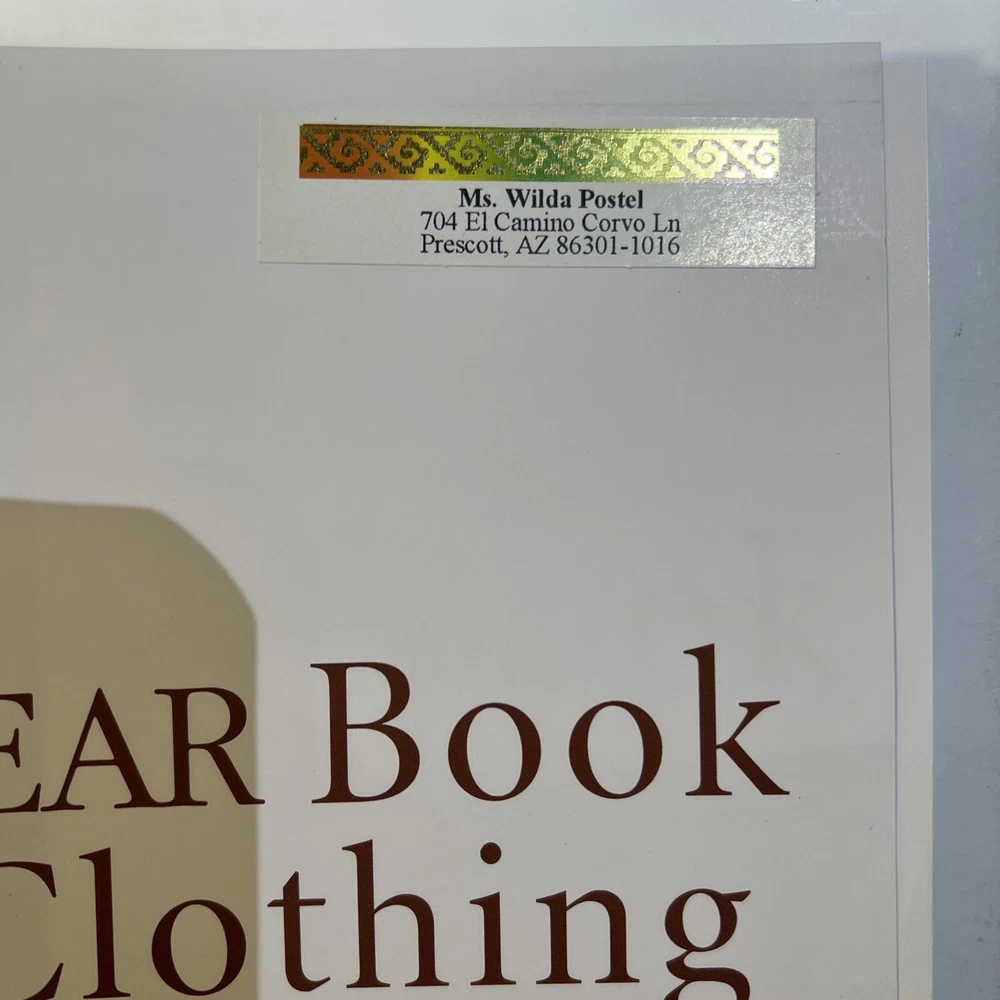 Ms. Wilda Postel
704 El Camino Corvo Ln
Prescott, AZ 86301-1016
EAR Book
Clothing